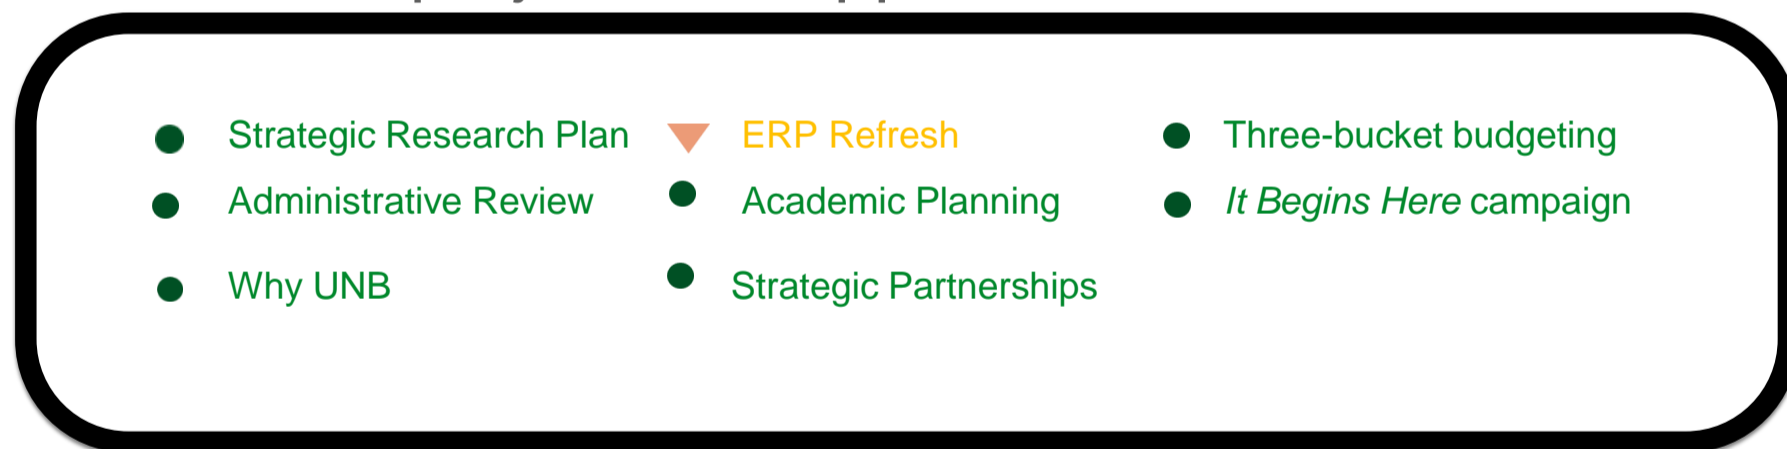 Strategic Research Plan
ERP Refresh
Three-bucket budgeting
Administrative Review
Academic Planning
It Begins Here campaign
Why UNB
Strategic Partnerships